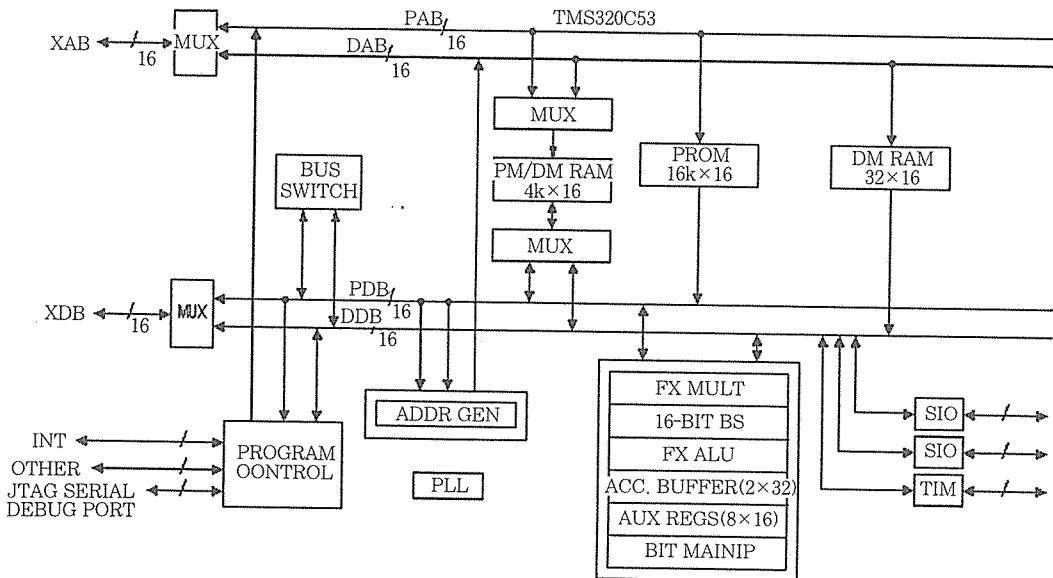 PAB
16
TMS320C53
XAB
16
MUX
DAB
16
MUX
BUS
SWITCH
PM/DM RAM
4k×16
PROM
16k×16
DM RAM
32×16
MUX
XDB
16
MUX
PDB
16
DDB
16
ADDR GEN
FX MULT
16-BIT BS
FX ALU
ACC. BUFFER(2×32)
AUX REGS(8×16)
BIT MAINIP
SIO
SIO
TIM
INT
OTHER
JTAG SERIAL
DEBUG PORT
PROGRAM
OONTROL
PLL